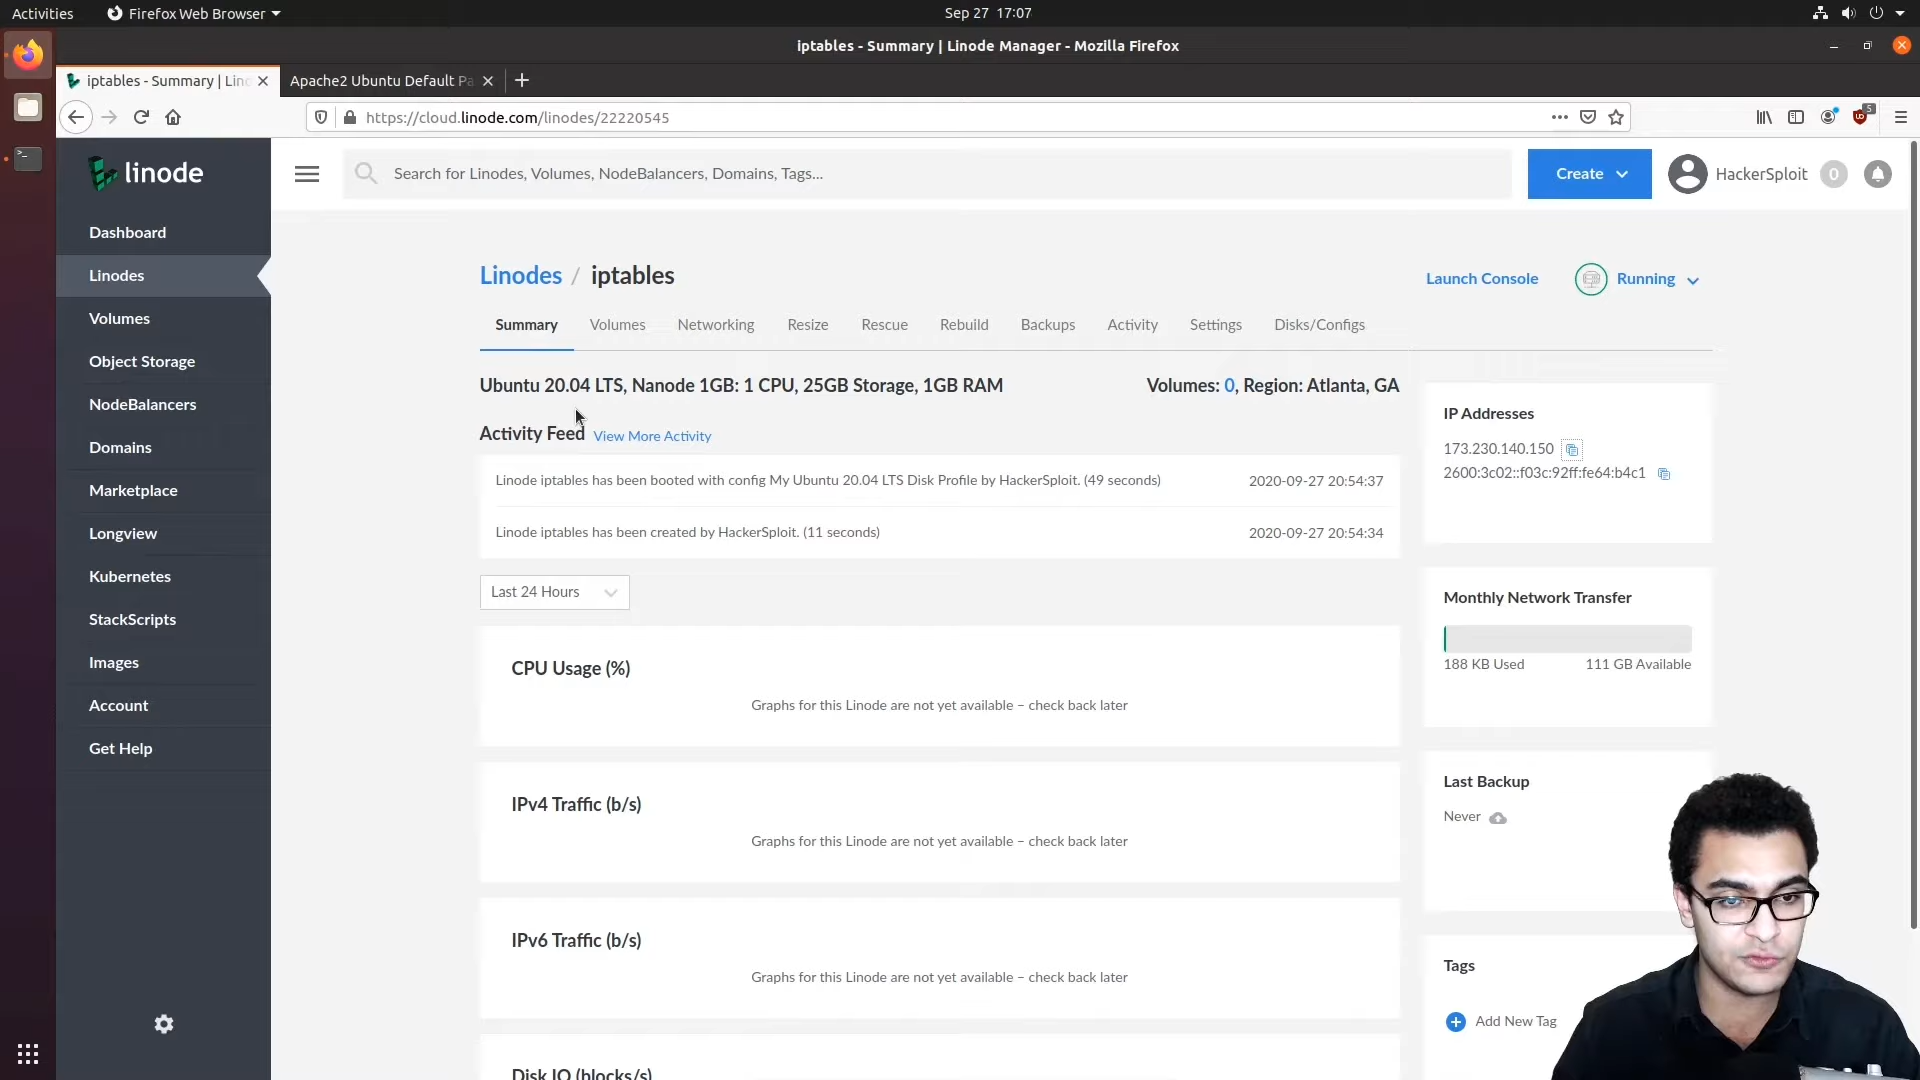 Activities
Firefox Web Browser
Sep 27 17:07
iptables - Summary | Linode Manager - Mozilla Firefox
iptables - Summary | Lin
Apache2 Ubuntu Default Pa
https://cloud.linode.com/linodes/22220545
5
linode
Search for Linodes, Volumes, NodeBalancers, Domains, Tags...
Create
HackerSploit
0
Dashboard
Linodes
Volumes
Object Storage
NodeBalancers
Domains
Marketplace
Longview
Kubernetes
StackScripts
Images
Account
Get Help
Linodes / iptables
Launch Console
Running
Summary
Volumes
Networking
Resize
Rescue
Rebuild
Backups
Activity
Settings
Disks/Configs
Ubuntu 20.04 LTS, Nanode 1GB: 1 CPU, 25GB Storage, 1GB RAM
Volumes: 0, Region: Atlanta, GA
Activity Feed
View More Activity
Linode iptables has been booted with config My Ubuntu 20.04 LTS Disk Profile by HackerSploit. (49 seconds)
2020-09-27 20:54:37
Linode iptables has been created by HackerSploit. (11 seconds)
2020-09-27 20:54:34
Last 24 Hours
CPU Usage (%)
Graphs for this Linode are not yet available – check back later
IPv4 Traffic (b/s)
Graphs for this Linode are not yet available – check back later
IPv6 Traffic (b/s)
Graphs for this Linode are not yet available – check back later
Disk IO (blocks/s)
IP Addresses
173.230.140.150
2600:3c02::f03c:92ff:fe64:b4c1
Monthly Network Transfer
188 KB Used
111 GB Available
Last Backup
Never
Tags
Add New Tag